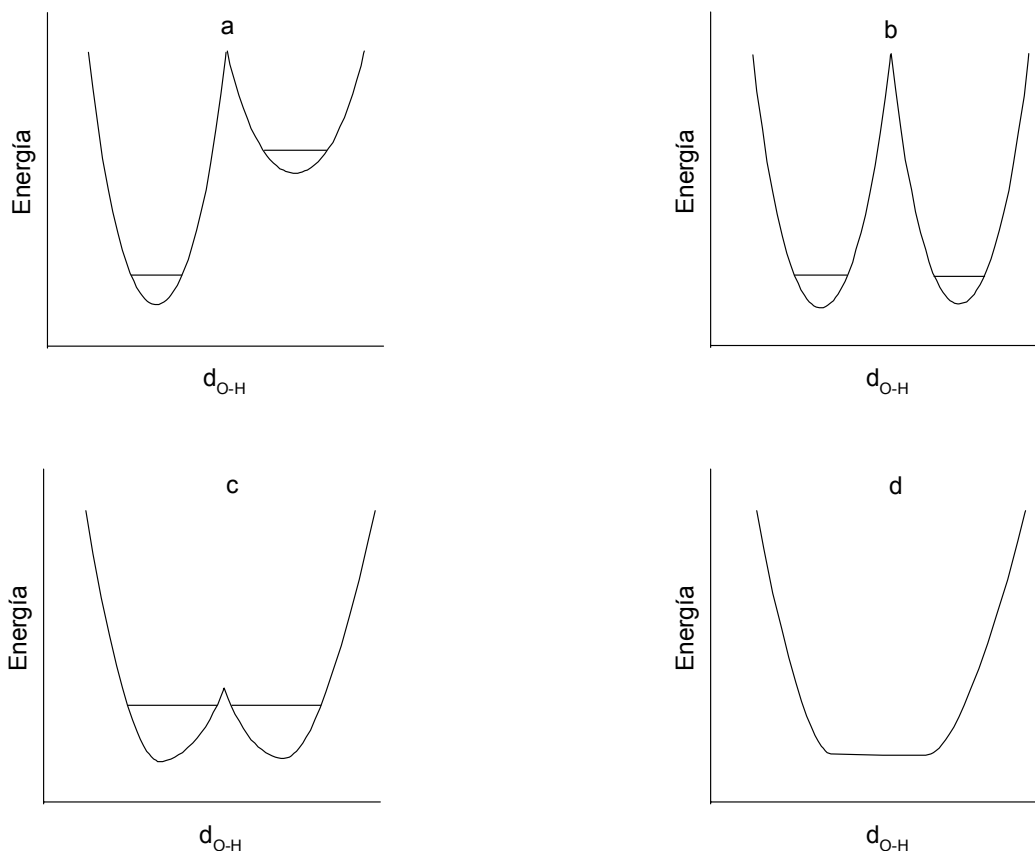 a
Energía
d_O-H
b
Energía
d_O-H
c
Energía
d_O-H
d
Energía
d_O-H